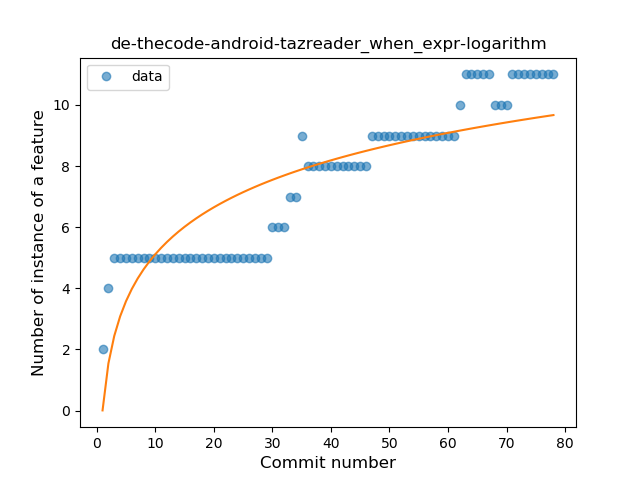 de-thecode-android-tazreader_when_expr-logarithm
data
Number of instance of a feature
10
8
6
4
2
0
0 10 20 30 40 50 60 70 80
Commit number